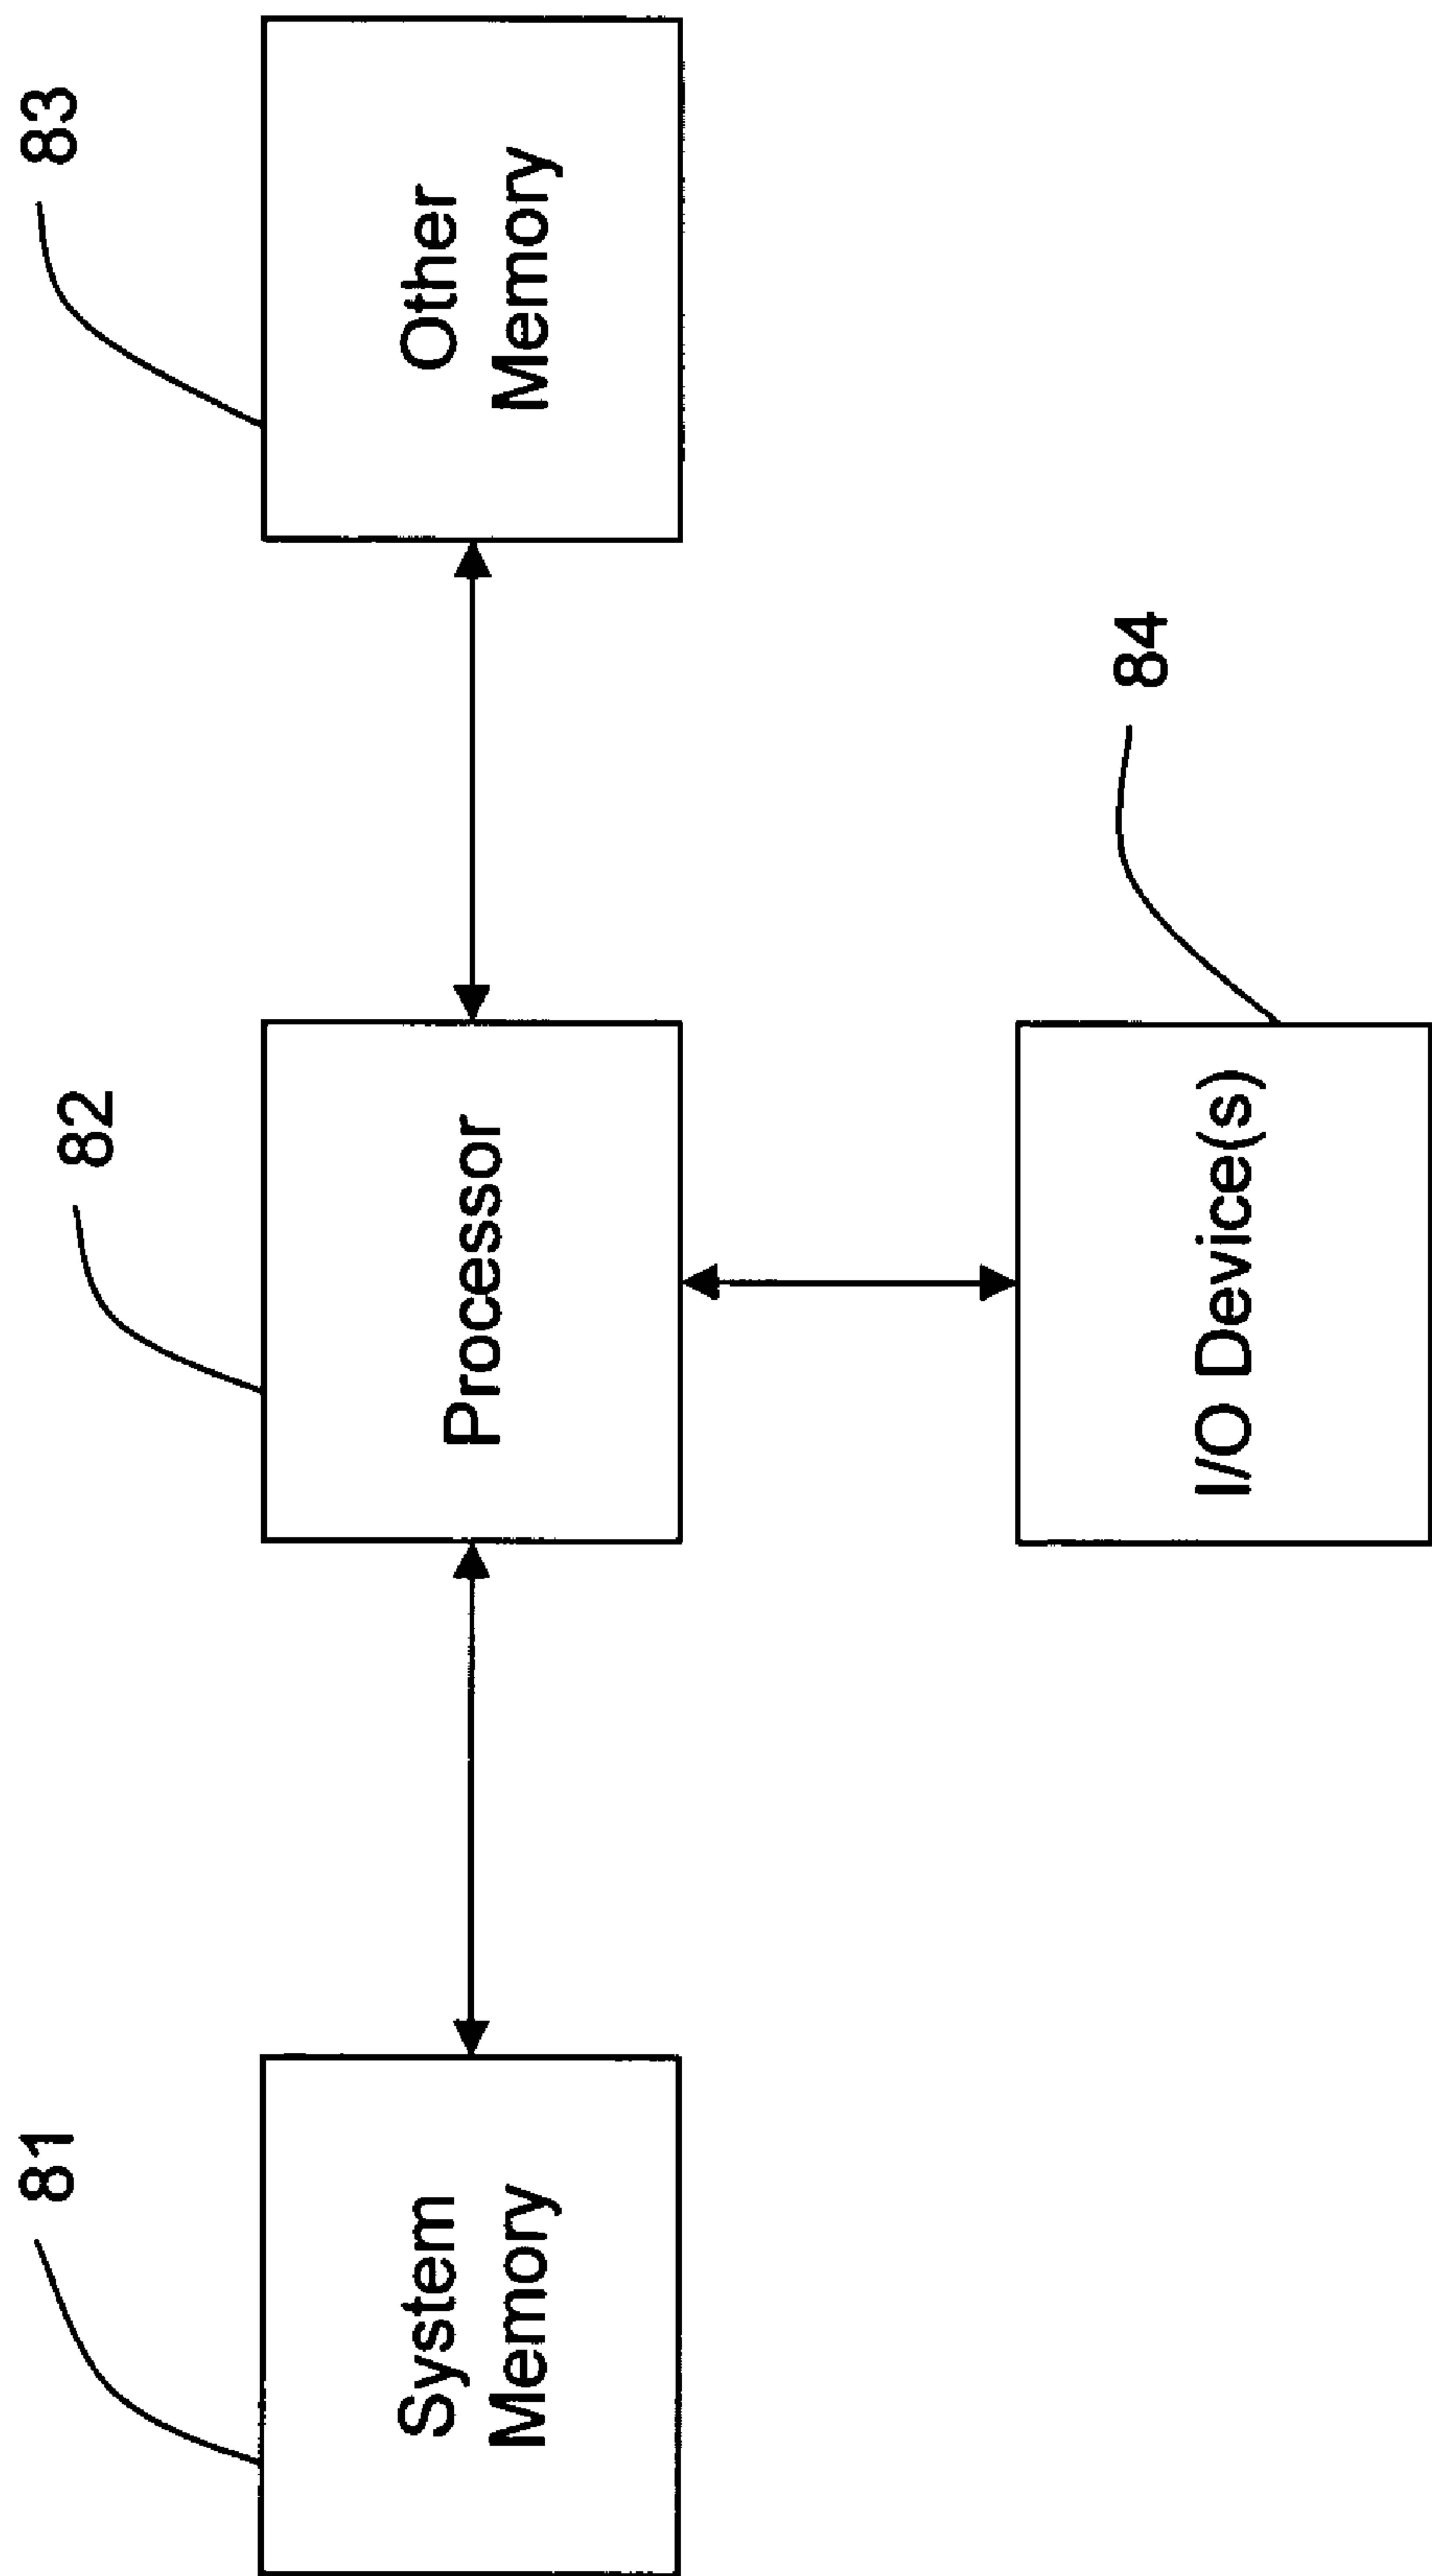 81
82
83
System
Memory
Processor
Other
Memory
84
I/O Device(s)